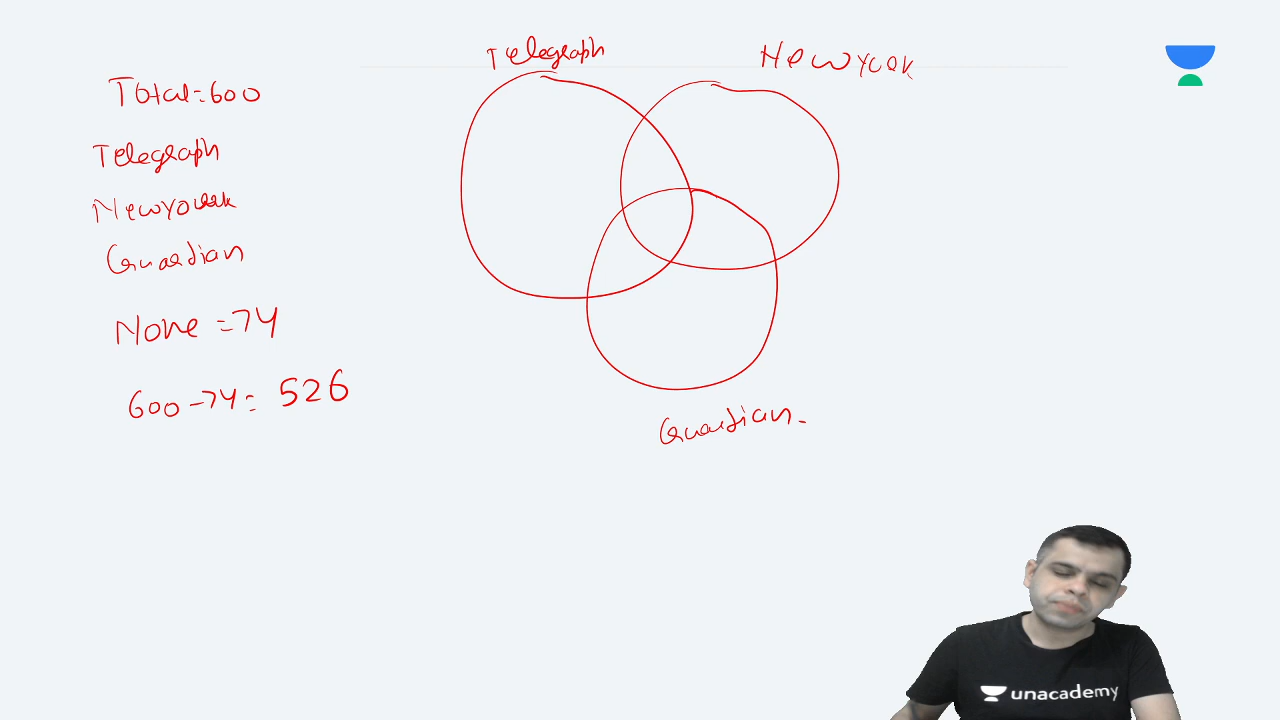 Telegraph
Newyork
Total = 600
Telegraph
Newyork
Guardian
None = 74
600 - 74 = 526
Guardian -
unacademy